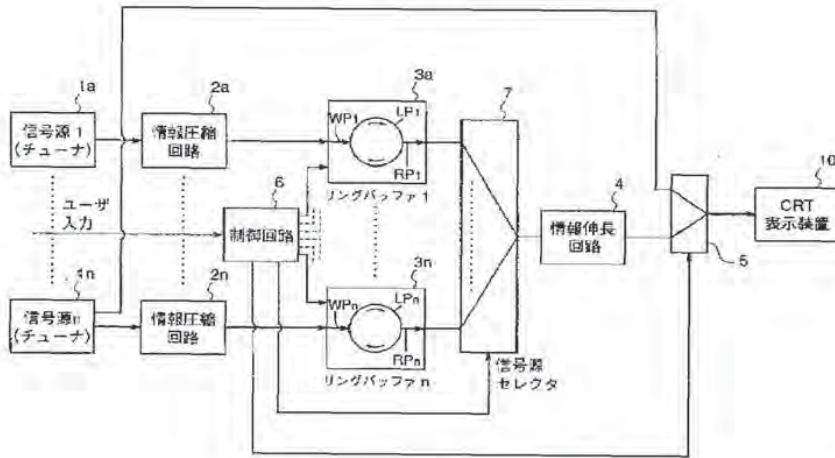 1a
信号源 1
(チューナ)
2a
情報圧縮
回路
3a
WP1
LP1
RP1
リングバッファ 1
7
4
情報伸長
回路
10
CRT
表示装置
5
ユーザ
入力
6
制御回路
1n
信号源n
(チューナ)
2n
情報圧縮
回路
3n
WPn
LPn
RPn
リングバッファ n
信号源
セレクタ